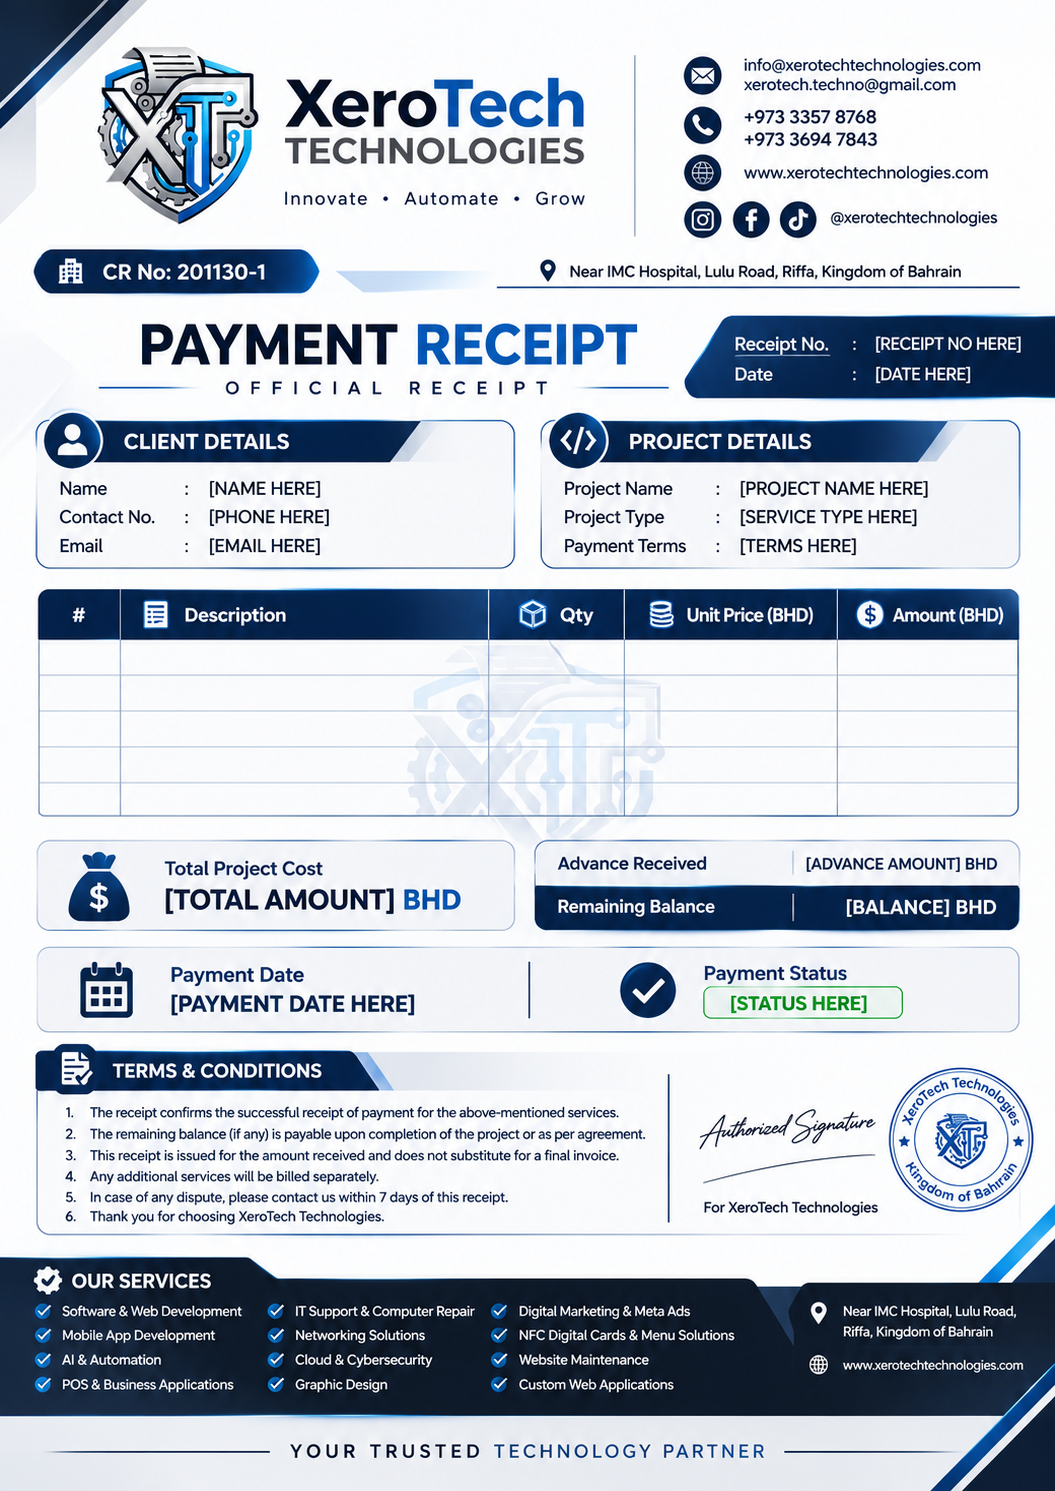 XeroTech
TECHNOLOGIES
Innovate • Automate • Grow
info@xerotechtechnologies.com
xerotech.techno@gmail.com
+973 3357 8768
+973 3694 7843
www.xerotechtechnologies.com
@xerotechtechnologies
CR No: 201130-1
Near IMC Hospital, Lulu Road, Riffa, Kingdom of Bahrain
PAYMENT RECEIPT
OFFICIAL RECEIPT
Receipt No. : [RECEIPT NO HERE]
Date : [DATE HERE]
CLIENT DETAILS
Name : [NAME HERE]
Contact No. : [PHONE HERE]
Email : [EMAIL HERE]
PROJECT DETAILS
Project Name : [PROJECT NAME HERE]
Project Type : [SERVICE TYPE HERE]
Payment Terms : [TERMS HERE]
# Description Qty Unit Price (BHD) $ Amount (BHD)
$
Total Project Cost
[TOTAL AMOUNT] BHD
Advance Received [ADVANCE AMOUNT] BHD
Remaining Balance [BALANCE] BHD
Payment Date
[PAYMENT DATE HERE]
Payment Status
[STATUS HERE]
TERMS & CONDITIONS
1. The receipt confirms the successful receipt of payment for the above-mentioned services.
2. The remaining balance (if any) is payable upon completion of the project or as per agreement.
3. This receipt is issued for the amount received and does not substitute for a final invoice.
4. Any additional services will be billed separately.
5. In case of any dispute, please contact us within 7 days of this receipt.
6. Thank you for choosing XeroTech Technologies.
Authorized Signature
For XeroTech Technologies
XeroTech Technologies
Kingdom of Bahrain
OUR SERVICES
Software & Web Development
Mobile App Development
AI & Automation
POS & Business Applications
IT Support & Computer Repair
Networking Solutions
Cloud & Cybersecurity
Graphic Design
Digital Marketing & Meta Ads
NFC Digital Cards & Menu Solutions
Website Maintenance
Custom Web Applications
Near IMC Hospital, Lulu Road,
Riffa, Kingdom of Bahrain
www.xerotechtechnologies.com
YOUR TRUSTED TECHNOLOGY PARTNER